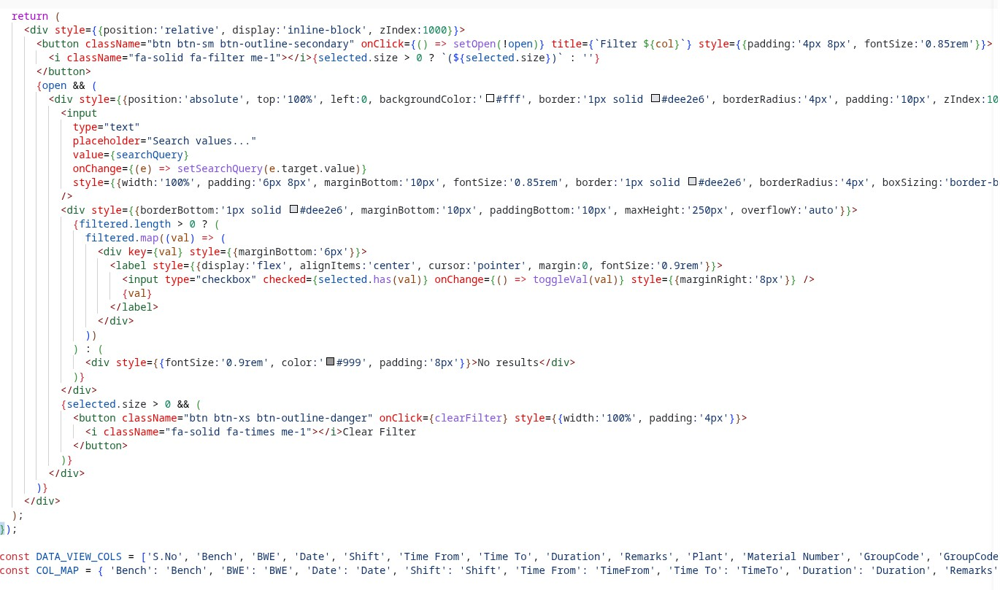 return (
<div style={{position:'relative', display:'inline-block', zIndex:1000}}>
<button className="btn btn-sm btn-outline-secondary" onClick={() => setOpen(!open)} title={`Filter ${col}`} style={{padding:'4px 8px', fontSize:'0.85rem'}}>
<i className="fa-solid fa-filter me-1"></i>{selected.size > 0 ? `(${selected.size})` : ''}
</button>
{open && (
<div style={{position:'absolute', top:'100%', left:0, backgroundColor:'#fff', border:'1px solid #dee2e6', borderRadius:'4px', padding:'10px', zIndex:10
<input
type="text"
placeholder="Search values..."
value={searchQuery}
onChange={(e) => setSearchQuery(e.target.value)}
style={{width:'100%', padding:'6px 8px', marginBottom:'10px', fontSize:'0.85rem', border:'1px solid #dee2e6', borderRadius:'4px', boxSizing:'border-b
/>
<div style={{borderBottom:'1px solid #dee2e6', marginBottom:'10px', paddingBottom:'10px', maxHeight:'250px', overflowY:'auto'}}>
{filtered.length > 0 ? (
filtered.map((val) => (
<div key={val} style={{marginBottom:'6px'}}>
<label style={{display:'flex', alignItems:'center', cursor:'pointer', margin:0, fontSize:'0.9rem'}}>
<input type="checkbox" checked={selected.has(val)} onChange={() => toggleVal(val)} style={{marginRight:'8px'}} />
{val}
</label>
</div>
))
) : (
<div style={{fontSize:'0.9rem', color:'#999', padding:'8px'}}>No results</div>
)}
</div>
{selected.size > 0 && (
<button className="btn btn-xs btn-outline-danger" onClick={clearFilter} style={{width:'100%', padding:'4px'}}>
<i className="fa-solid fa-times me-1"></i>Clear Filter
</button>
)}
</div>
)}
</div>
);
});
const DATA_VIEW_COLS = ['S.No', 'Bench', 'BWE', 'Date', 'Shift', 'Time From', 'Time To', 'Duration', 'Remarks', 'Plant', 'Material Number', 'GroupCode', 'GroupCode
const COL_MAP = { 'Bench': 'Bench', 'BWE': 'BWE', 'Date': 'Date', 'Shift': 'Shift', 'Time From': 'TimeFrom', 'Time To': 'TimeTo', 'Duration': 'Duration', 'Remarks'